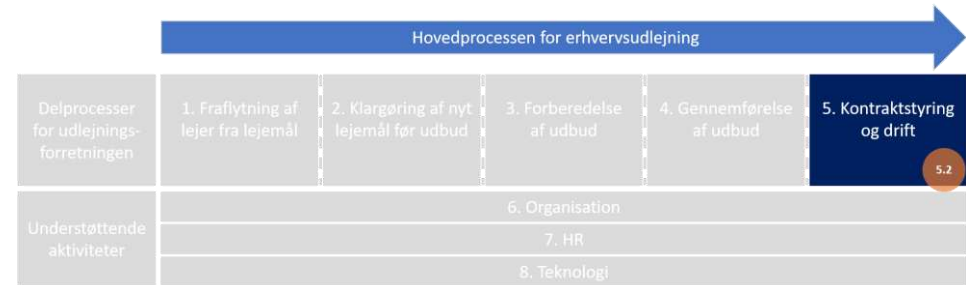 Hovedprocessen for erhvervsudlejning
Delprocesser
for udlejnings-
forretningen
1. Fraflytning af
lejer fra lejemål
2. Klargøring af nyt
lejemål før udbud
3. Forberedelse
af udbud
4. Gennemførelse
af udbud
5. Kontraktstyring
og drift
5.2
Understøttende
aktiviteter
6. Organisation
7. HR
8. Teknologi